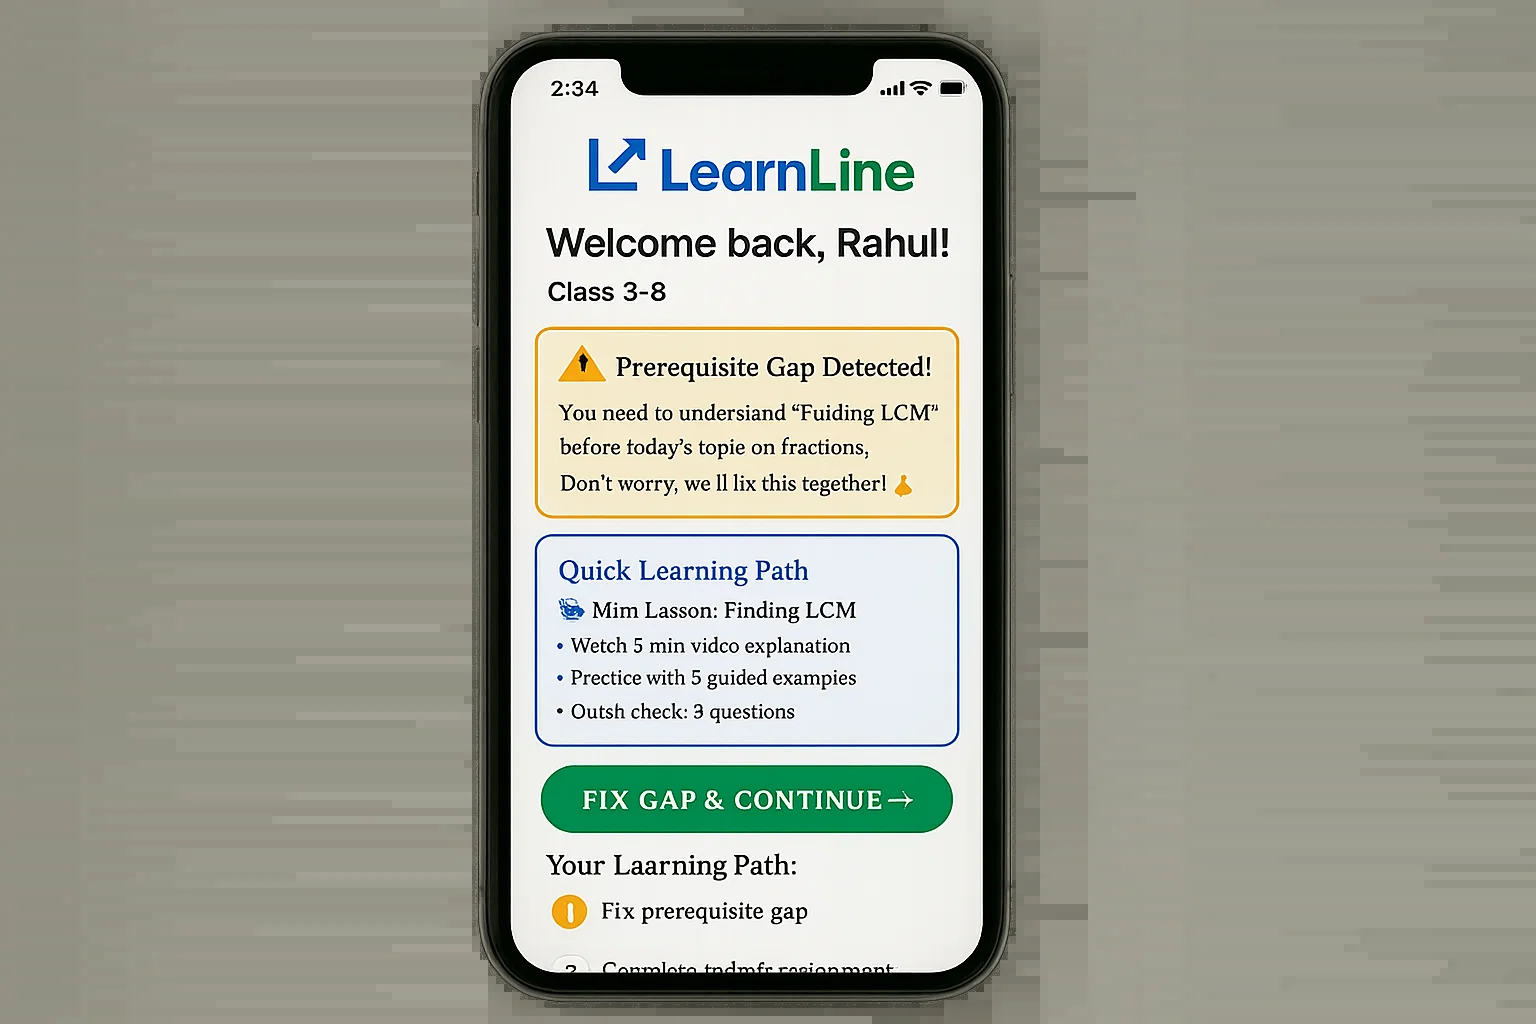 2:34
LearnLine
Welcome back, Rahul!
Class 3-8
Prerequisite Gap Detected!
You need to undersiand “Fuiding LCM”
before today’s topie on fractions,
Don’t worry, we ll lix this tegether!
Quick Learning Path
Mim Lasson: Finding LCM
• Wetch 5 min vidco explanation
• Prectice with 5 guided exampies
• Outsh check: 3 questions
FIX GAP & CONTINUE→
Your Laarning Path:
Fix prerequisite gap